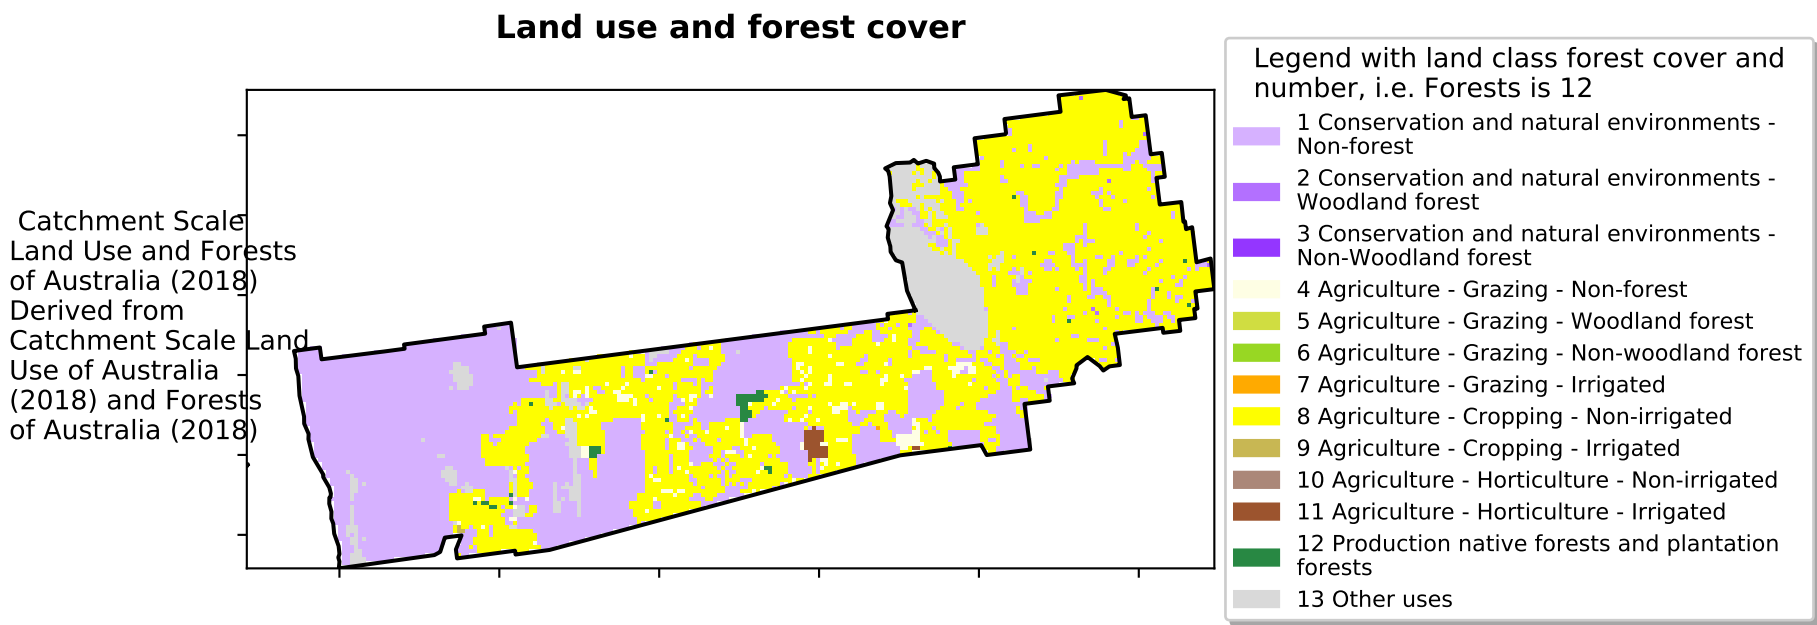 Land use and forest cover
Catchment Scale
Land Use and Forests
of Australia (2018)
Derived from
Catchment Scale Land
Use of Australia
(2018) and Forests
of Australia (2018)
Legend with land class forest cover and
number, i.e. Forests is 12
1 Conservation and natural environments -
Non-forest
2 Conservation and natural environments -
Woodland forest
3 Conservation and natural environments -
Non-Woodland forest
4 Agriculture - Grazing - Non-forest
5 Agriculture - Grazing - Woodland forest
6 Agriculture - Grazing - Non-woodland forest
7 Agriculture - Grazing - Irrigated
8 Agriculture - Cropping - Non-irrigated
9 Agriculture - Cropping - Irrigated
10 Agriculture - Horticulture - Non-irrigated
11 Agriculture - Horticulture - Irrigated
12 Production native forests and plantation
forests
13 Other uses